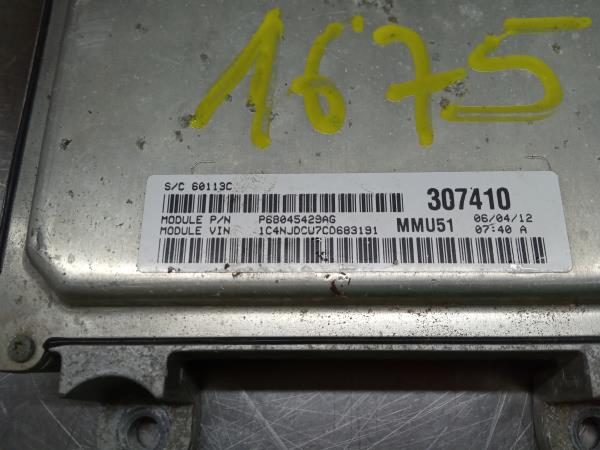 1675
S/C 60113C
307410
MODULE P/N P68045429AG
MMU51 06/04/12
MODULE VIN 1C4NJDCU7CD683191
07:40 A